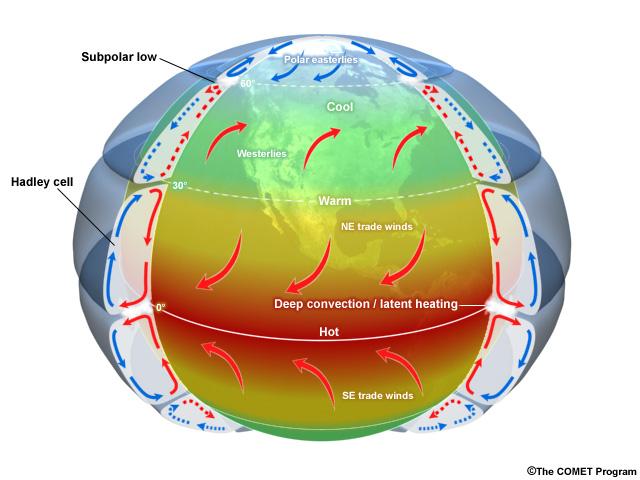 Subpolar low
Polar easterlies
60°
Cool
Westerlies
Hadley cell
30°
Warm
NE trade winds
Deep convection / latent heating
0°
Hot
SE trade winds
©The COMET Program